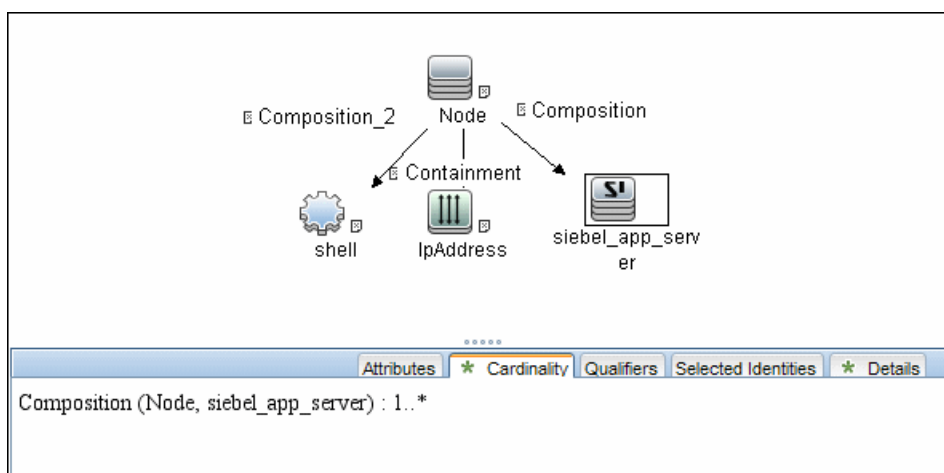 Node
Composition_2
Composition
Containment
shell
IpAddress
siebel_app_serv
er
Attributes
* Cardinality
Qualifiers
Selected Identities
* Details
Composition (Node, siebel_app_server) : 1..*